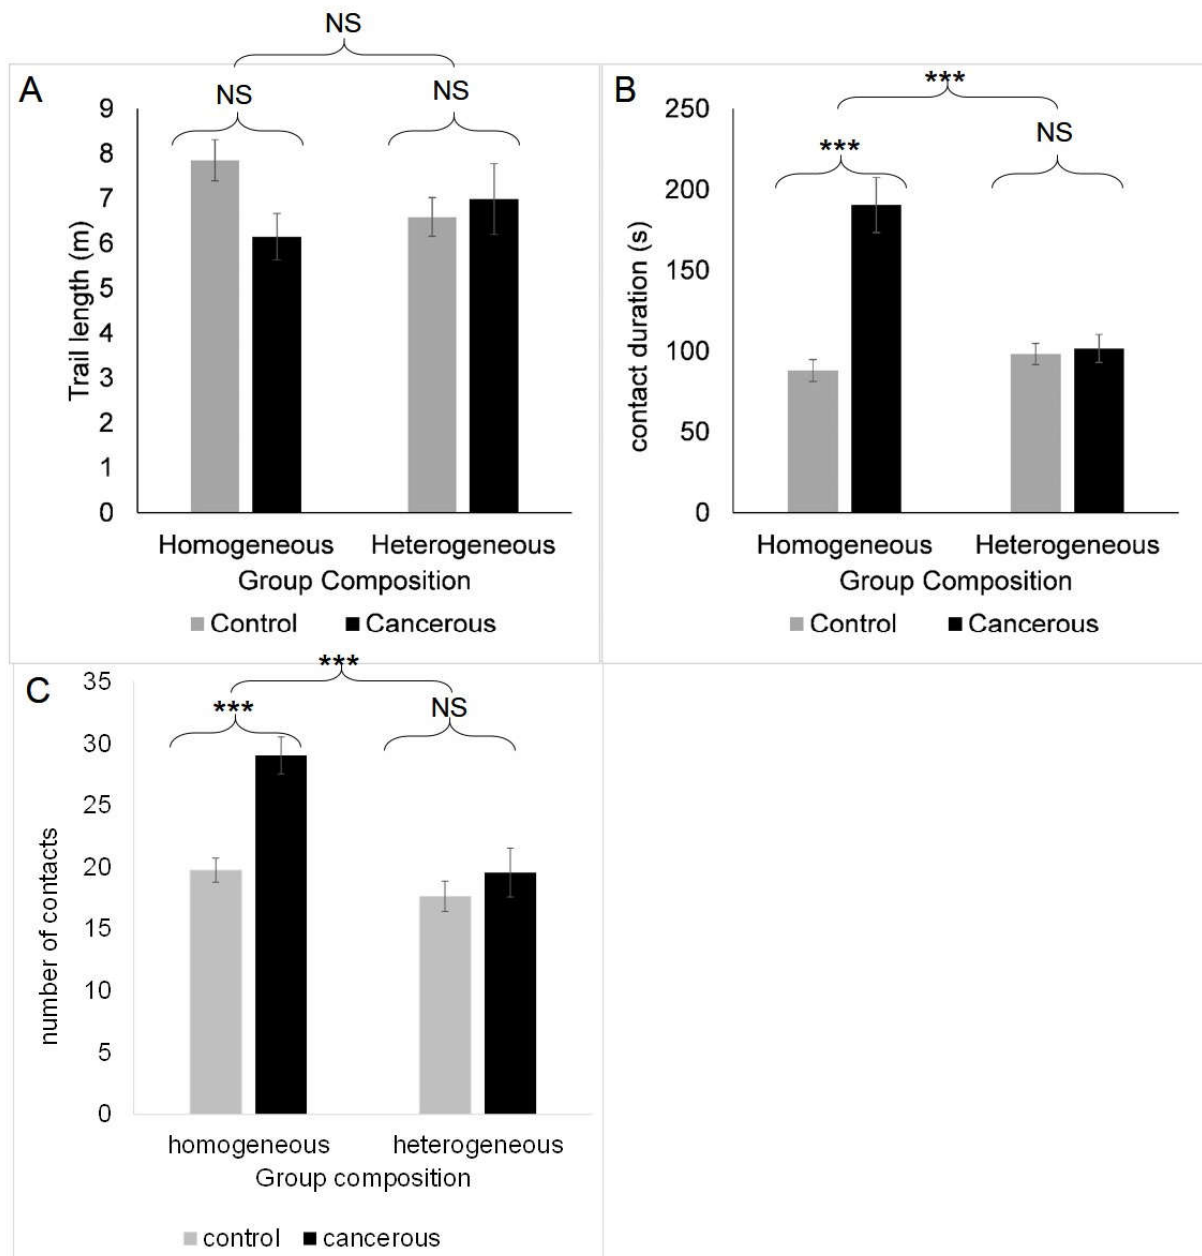 NS
A
NS
NS
9
8
7
6
5
4
3
2
1
0
Trail length (m)
Homogeneous Heterogeneous
Group Composition
Control Cancerous
B
***
***
NS
250
200
150
100
50
0
contact duration (s)
Homogeneous Heterogeneous
Group Composition
Control Cancerous
C
***
***
NS
35
30
25
20
15
10
5
0
number of contacts
homogeneous heterogeneous
Group composition
control cancerous